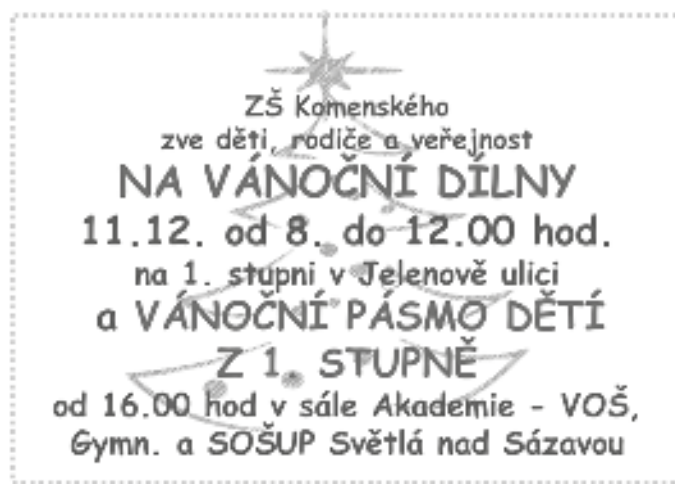 ZŠ Komenského
zve děti, rodiče a veřejnost
NA VÁNOČNÍ DÍLNY
11.12. od 8. do 12.00 hod.
na 1. stupni v Jelenově ulici
a VÁNOČNÍ PÁSMO DĚTÍ
Z 1. STUPNĚ
od 16.00 hod v sále Akademie - VOŠ,
Gymn. a SOŠUP Světlá nad Sázavou